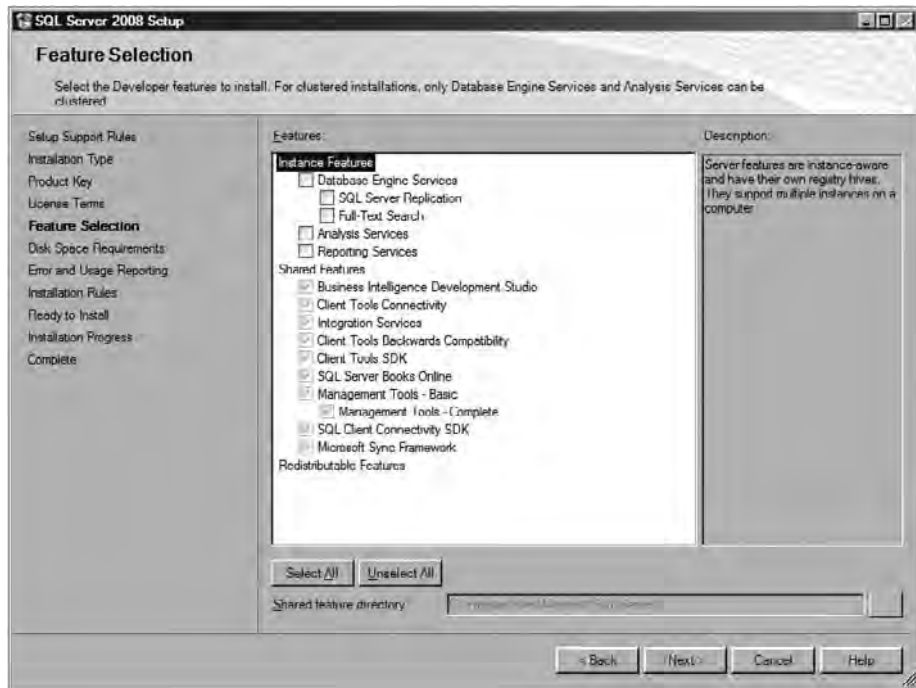 SQL Server 2008 Setup
Feature Selection
Select the Developer features to install. For clustered installations, only Database Engine Services and Analysis Services can be
clustered
Setup Support Rules
Installation Type
Product Key
License Terms
Feature Selection
Disk Space Requirements
Error and Usage Reporting
Installation Rules
Ready to Install
Installation Progress
Complete
Features:
Instance Features
Database Engine Services
SQL Server Replication
Full-Text Search
Analysis Services
Reporting Services
Shared Features
Business Intelligence Development Studio
Client Tools Connectivity
Integration Services
Client Tools Backwards Compatibility
Client Tools SDK
SQL Server Books Online
Management Tools - Basic
Management Tools - Complete
SQL Client Connectivity SDK
Microsoft Sync Framework
Redistributable Features
Description:
Server features are instance-aware
and have their own registry hives.
They support multiple instances on a
computer
Select All
Unselect All
Shared feature directory
< Back
Next >
Cancel
Help